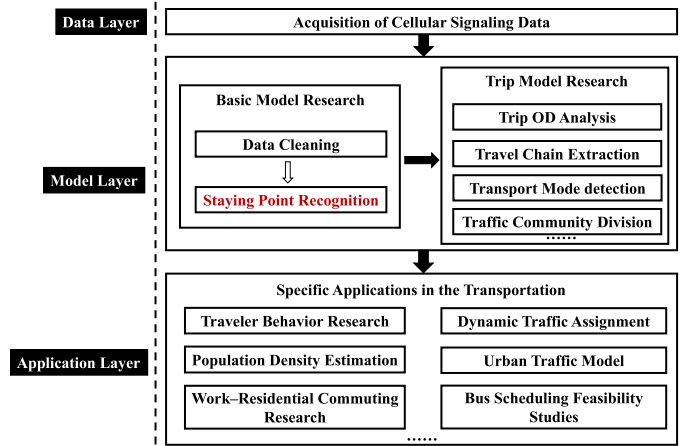 Data Layer
Acquisition of Cellular Signaling Data
Model Layer
Basic Model Research
Data Cleaning
Staying Point Recognition
Trip Model Research
Trip OD Analysis
Travel Chain Extraction
Transport Mode detection
Traffic Community Division
……
Application Layer
Specific Applications in the Transportation
Traveler Behavior Research
Dynamic Traffic Assignment
Population Density Estimation
Urban Traffic Model
Work–Residential Commuting
Research
Bus Scheduling Feasibility
Studies
……